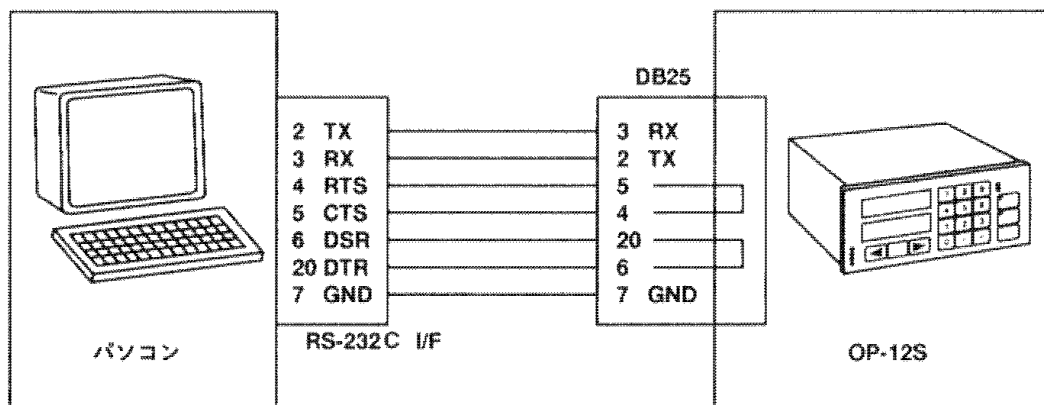 DB25
2 TX 3 RX
3 RX 2 TX
4 RTS 5
5 CTS 4
6 DSR 20
20 DTR 6
7 GND 7 GND
RS-232C I/F
パソコン
OP-12S